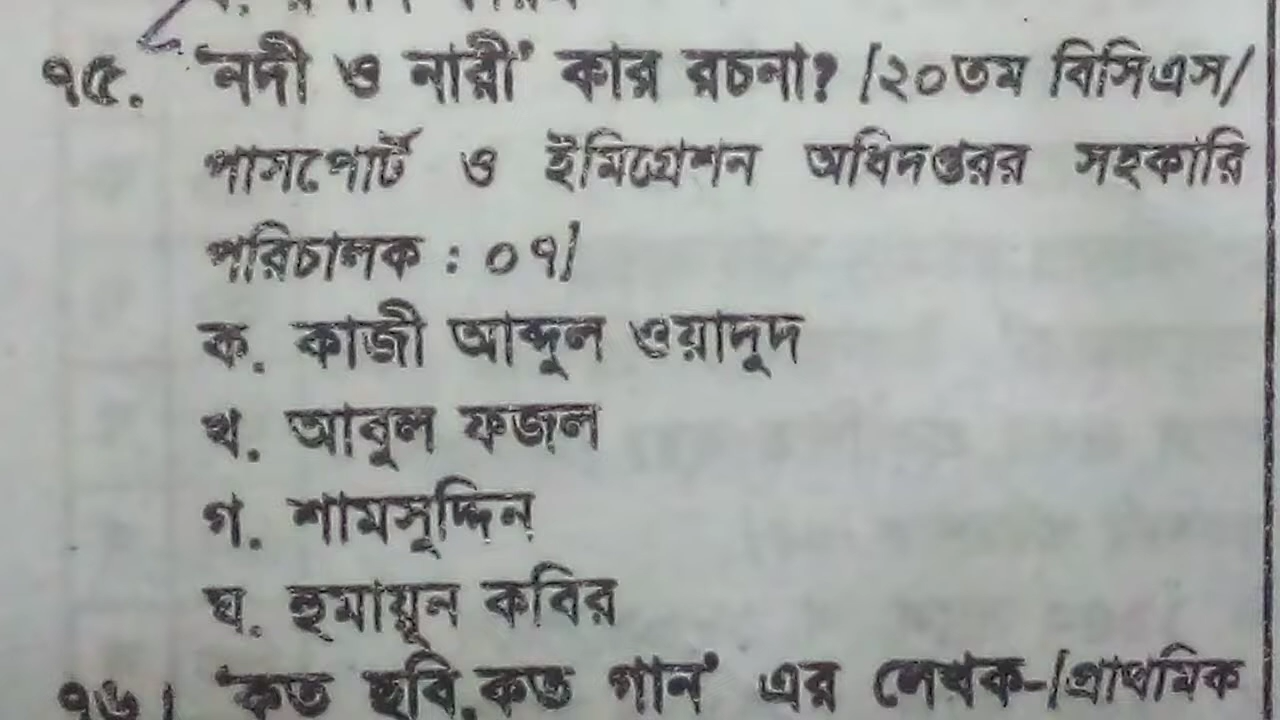 ৭৫. 'নদী ও নারী' কার রচনা? [২০তম বিসিএস/
পাসপোর্ট ও ইমিগ্রেশন অধিদপ্তরর সহকারি
পরিচালক : ০৭]
ক. কাজী আব্দুল ওয়াদুদ
খ. আবুল ফজল
গ. শামসুদ্দিন
ঘ. হুমায়ূন কবির
৭৬। 'কত ছবি কত গান' এর লেখক-[প্রাথমিক